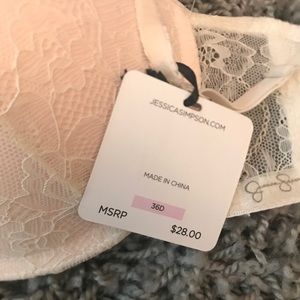 JESSICASIMPSON.COM
MADE IN CHINA
36D
MSRP
$28.00